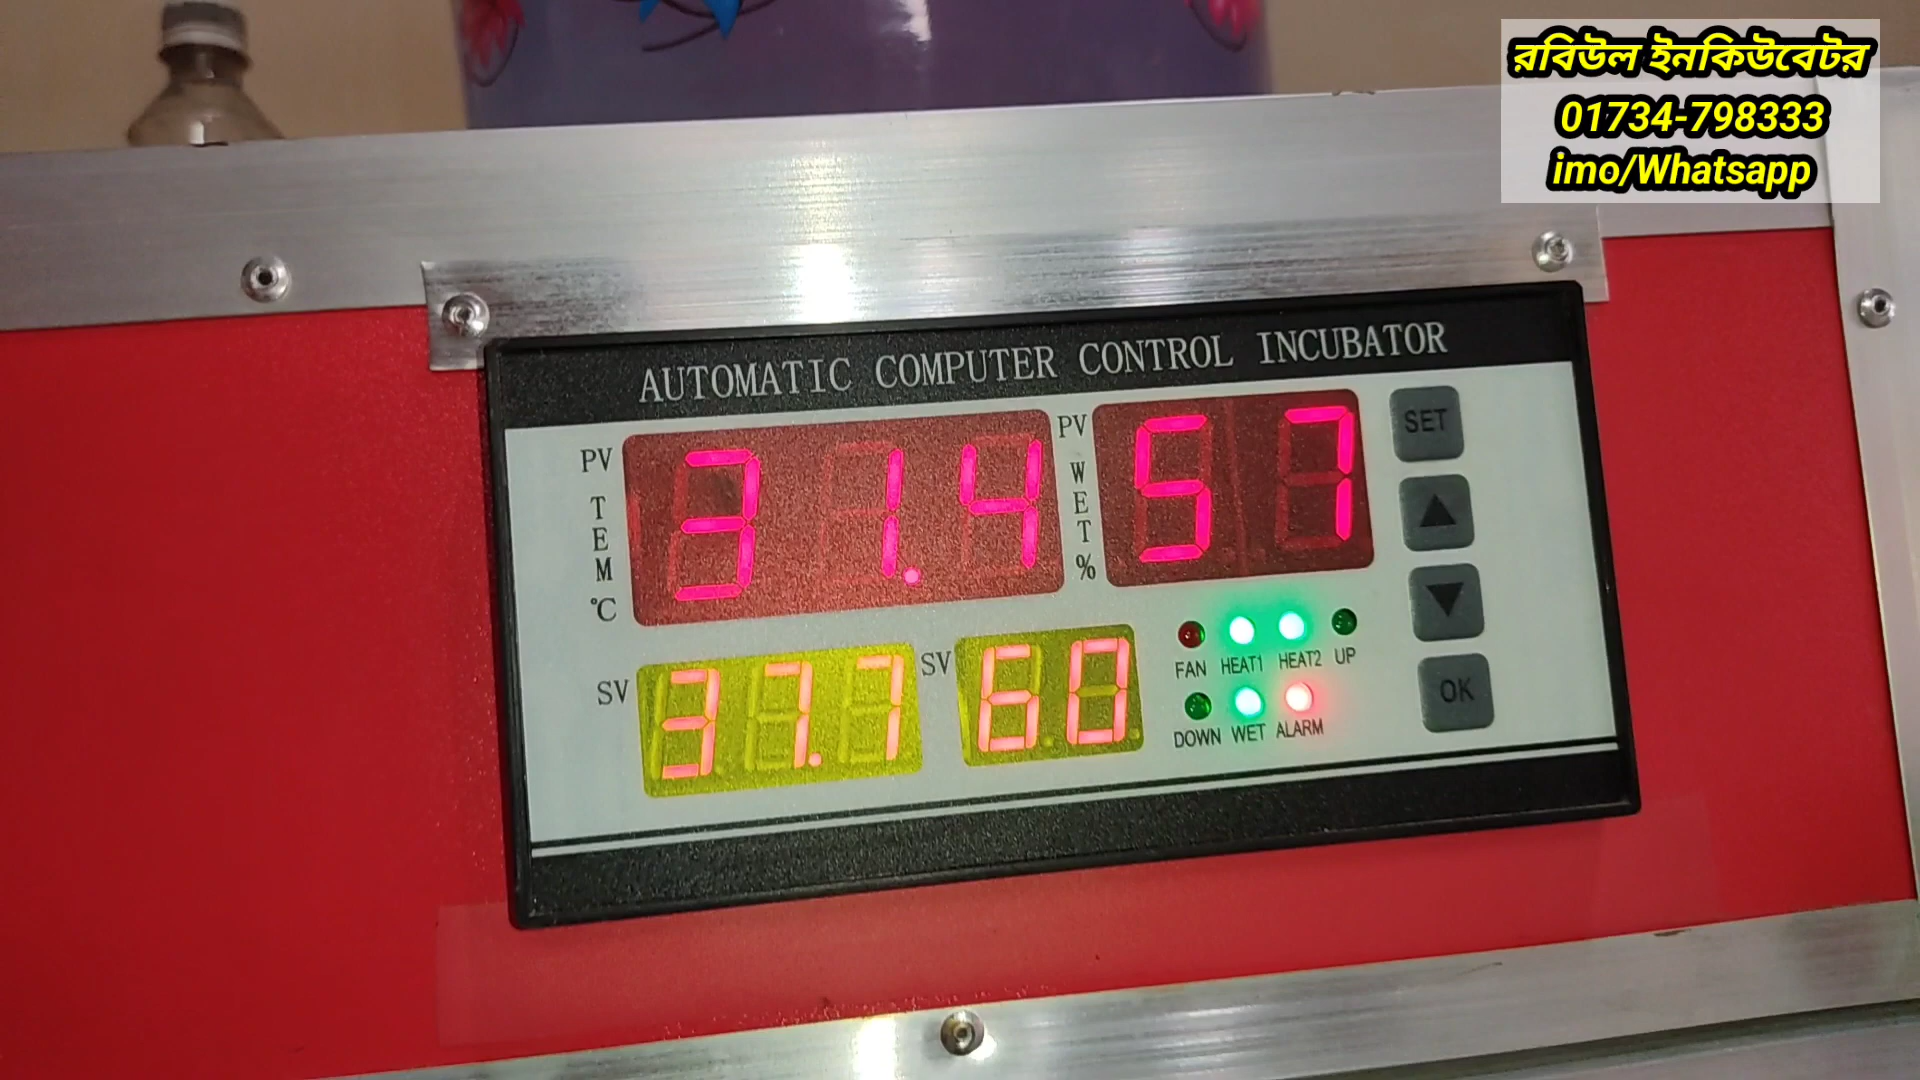 রবিউল ইনকিউবেটর
01734-798333
imo/Whatsapp
AUTOMATIC COMPUTER CONTROL INCUBATOR
PV TEM ℃ 31.4 PV WET % 57 SET
SV 37.7 SV 60
FAN HEAT1 HEAT2 UP
DOWN WET ALARM OK